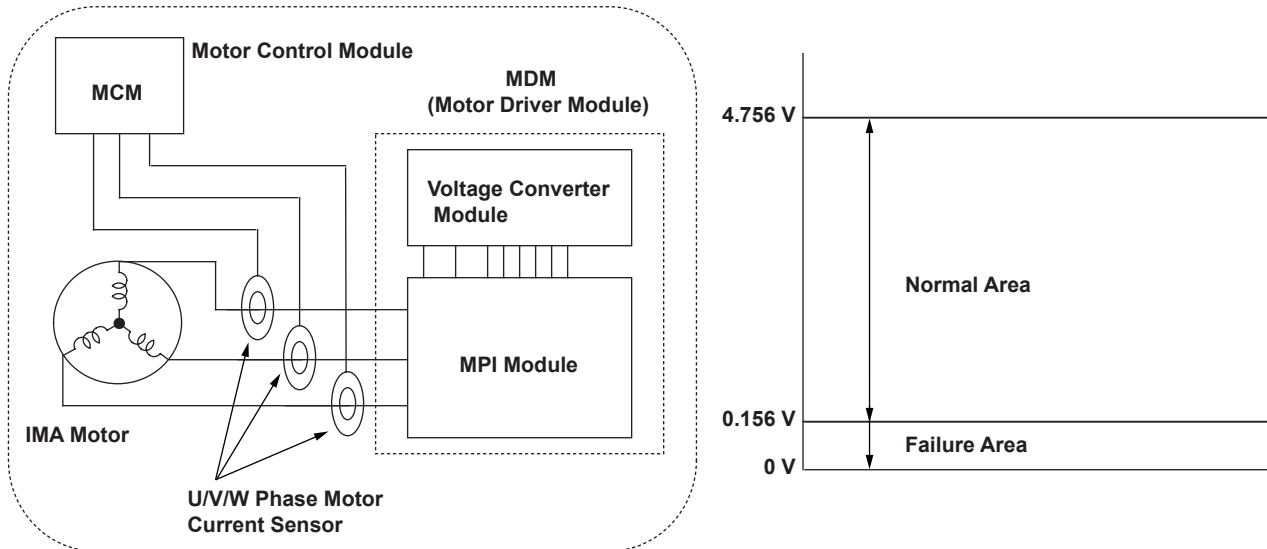 Motor Control Module
MCM
MDM
(Motor Driver Module)
Voltage Converter
Module
MPI Module
IMA Motor
U/V/W Phase Motor
Current Sensor
4.756 V
Normal Area
0.156 V
Failure Area
0 V